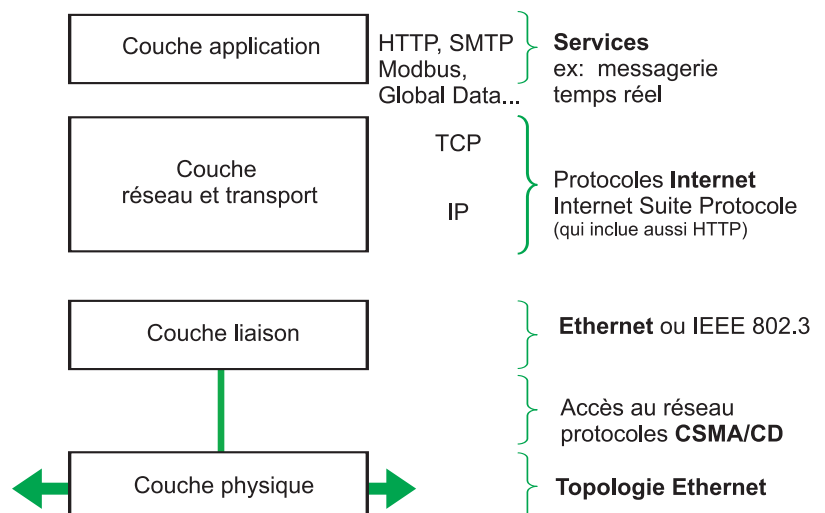 Couche application
HTTP, SMTP
Modbus,
Global Data...
Services
ex: messagerie
temps réel
Couche
réseau et transport
TCP
IP
Protocoles Internet
Internet Suite Protocole
(qui inclue aussi HTTP)
Couche liaison
Ethernet ou IEEE 802.3
Accès au réseau
protocoles CSMA/CD
Couche physique
Topologie Ethernet